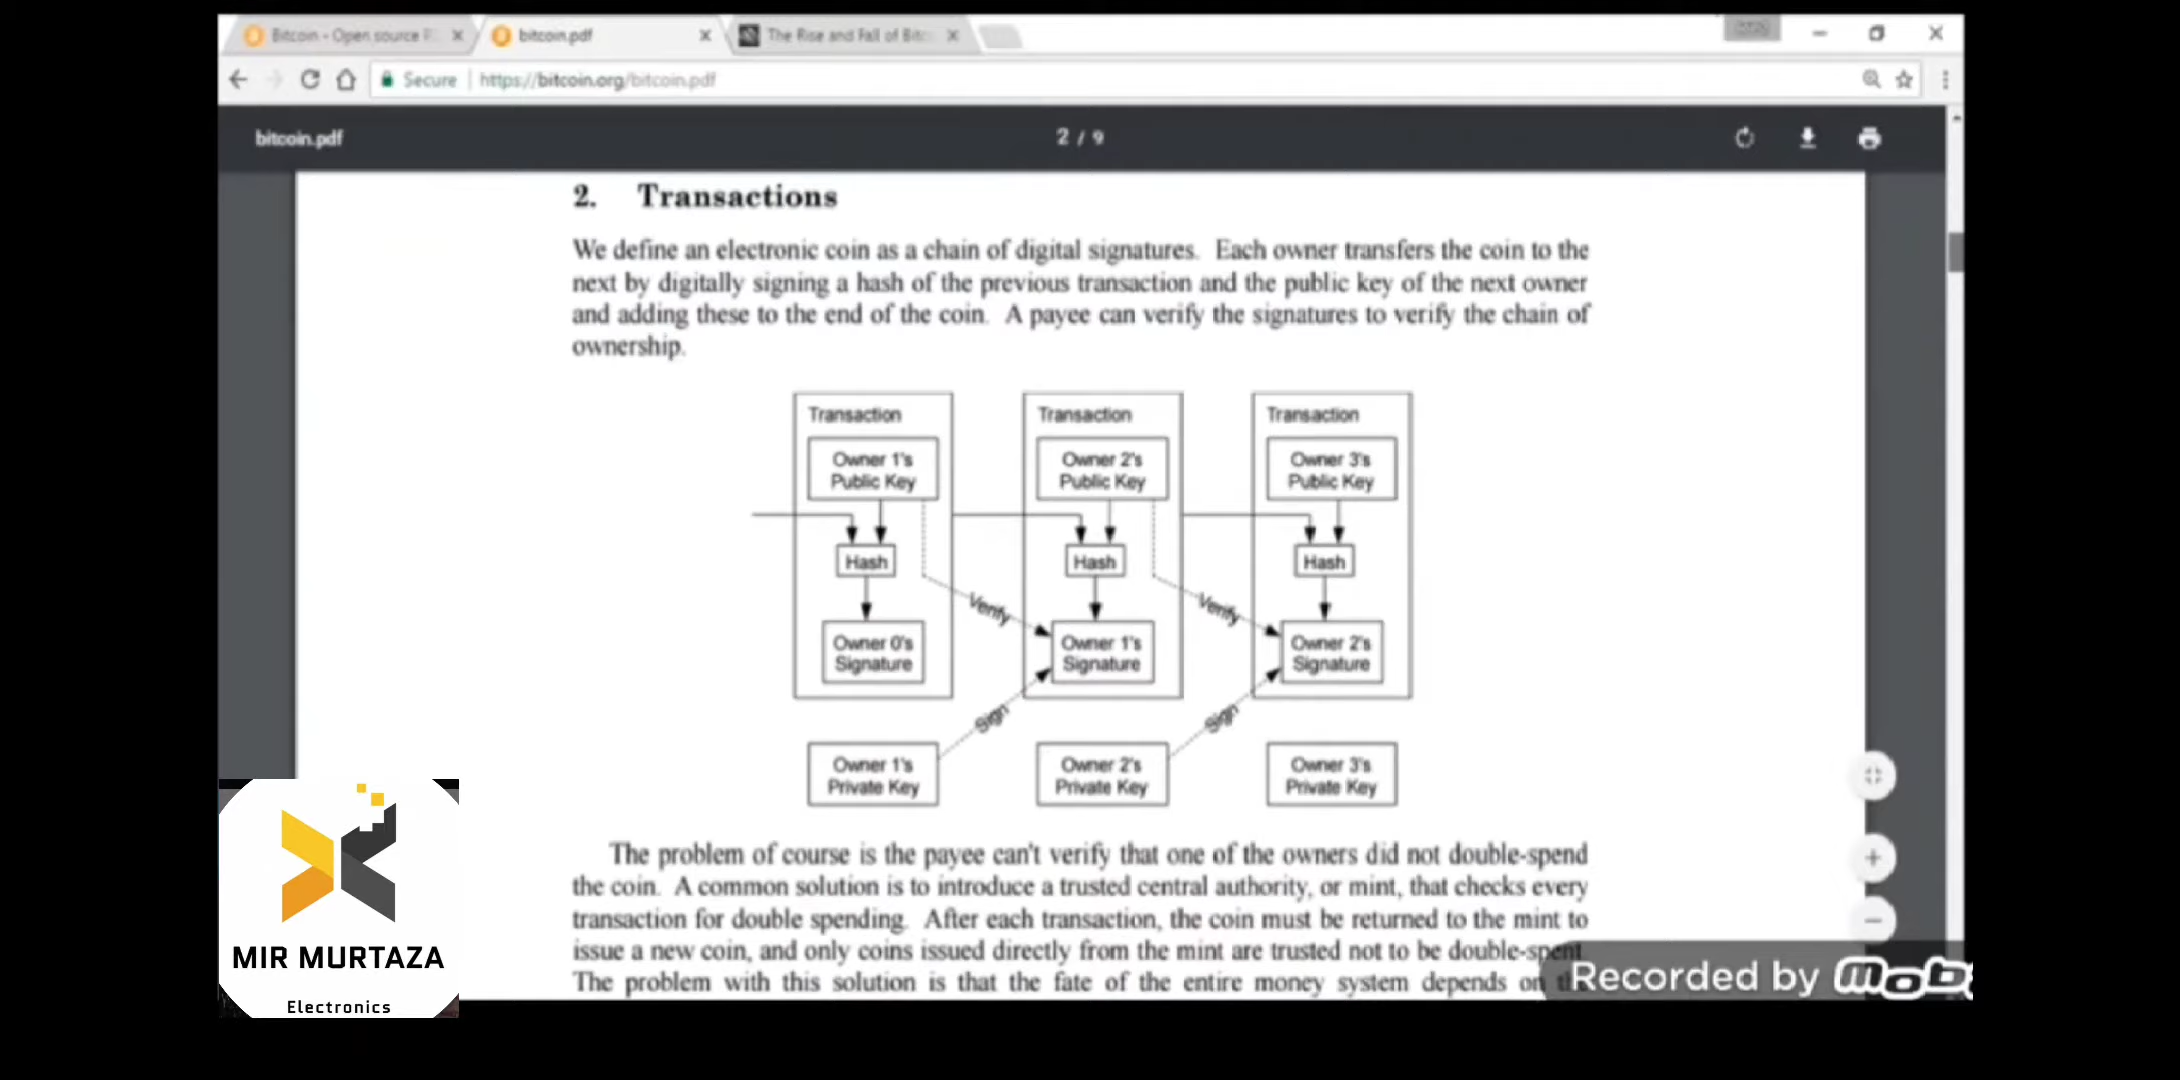 Bitcoin - Open source
bitcoin.pdf
The Rise and Fall of Bitc
Secure
https://bitcoin.org/bitcoin.pdf
bitcoin.pdf
2 / 9
2. Transactions
We define an electronic coin as a chain of digital signatures. Each owner transfers the coin to the
next by digitally signing a hash of the previous transaction and the public key of the next owner
and adding these to the end of the coin. A payee can verify the signatures to verify the chain of
ownership.
Transaction
Transaction
Transaction
Owner 1's
Public Key
Owner 2's
Public Key
Owner 3's
Public Key
Hash
Hash
Hash
Verify
Verify
Owner 0's
Signature
Owner 1's
Signature
Owner 2's
Signature
Sign
Sign
Owner 1's
Private Key
Owner 2's
Private Key
Owner 3's
Private Key
The problem of course is the payee can't verify that one of the owners did not double-spend
the coin. A common solution is to introduce a trusted central authority, or mint, that checks every
transaction for double spending. After each transaction, the coin must be returned to the mint to
issue a new coin, and only coins issued directly from the mint are trusted not to be double-spent.
The problem with this solution is that the fate of the entire money system depends on
MIR MURTAZA
Electronics
Recorded by Mob